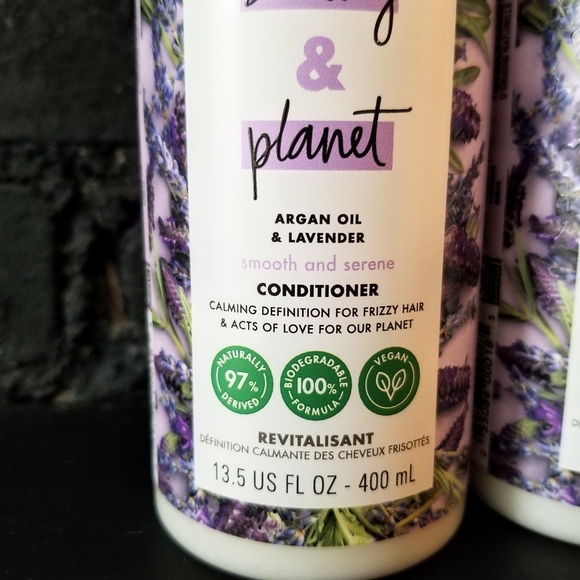 &
planet
ARGAN OIL
& LAVENDER
smooth and serene
CONDITIONER
CALMING DEFINITION FOR FRIZZY HAIR
& ACTS OF LOVE FOR OUR PLANET
NATURALLY
97%
DERIVED
BIODEGRADABLE
100%
FORMULA
VEGAN
REVITALISANT
DÉFINITION CALMANTE DES CHEVEUX FRISOTTÉS
13.5 US FL OZ - 400 mL